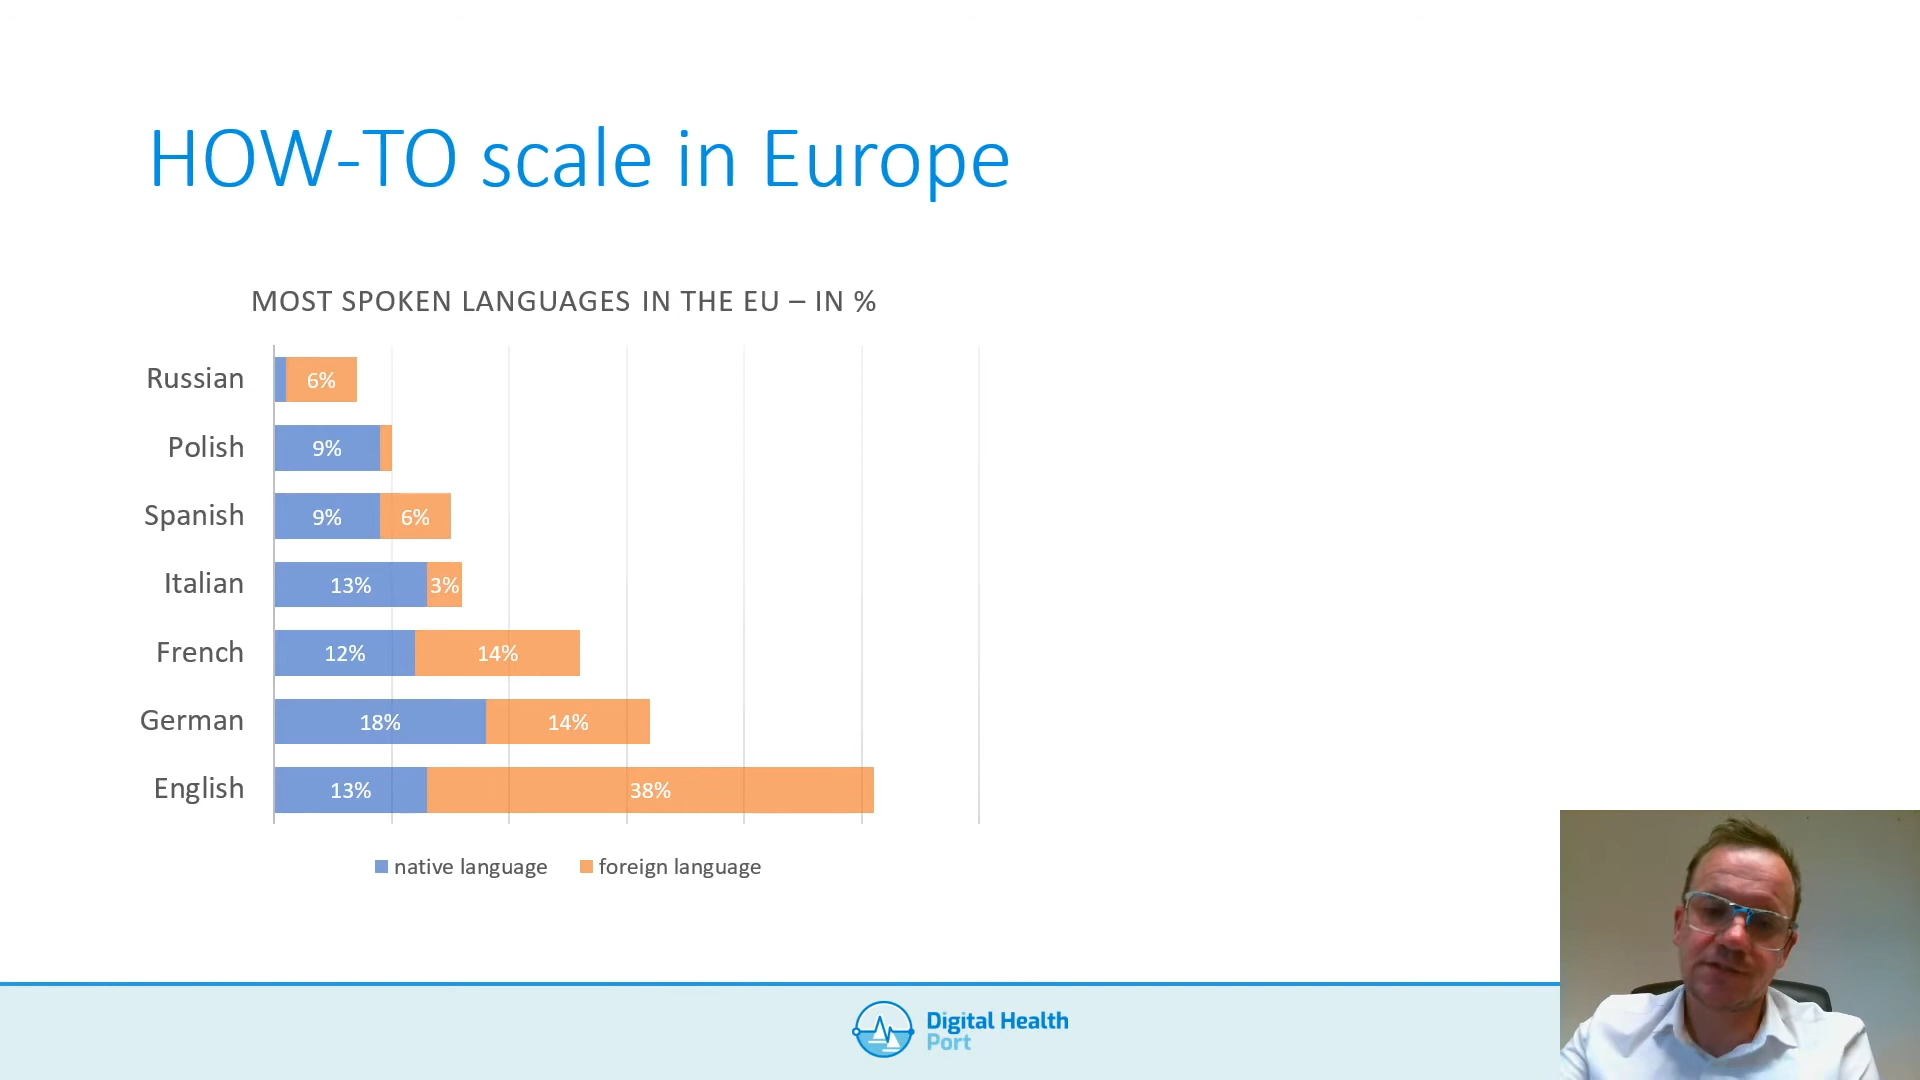 HOW-TO scale in Europe
MOST SPOKEN LANGUAGES IN THE EU – IN %
Russian 6%
Polish 9%
Spanish 9% 6%
Italian 13% 3%
French 12% 14%
German 18% 14%
English 13% 38%
native language foreign language
Digital Health
Port